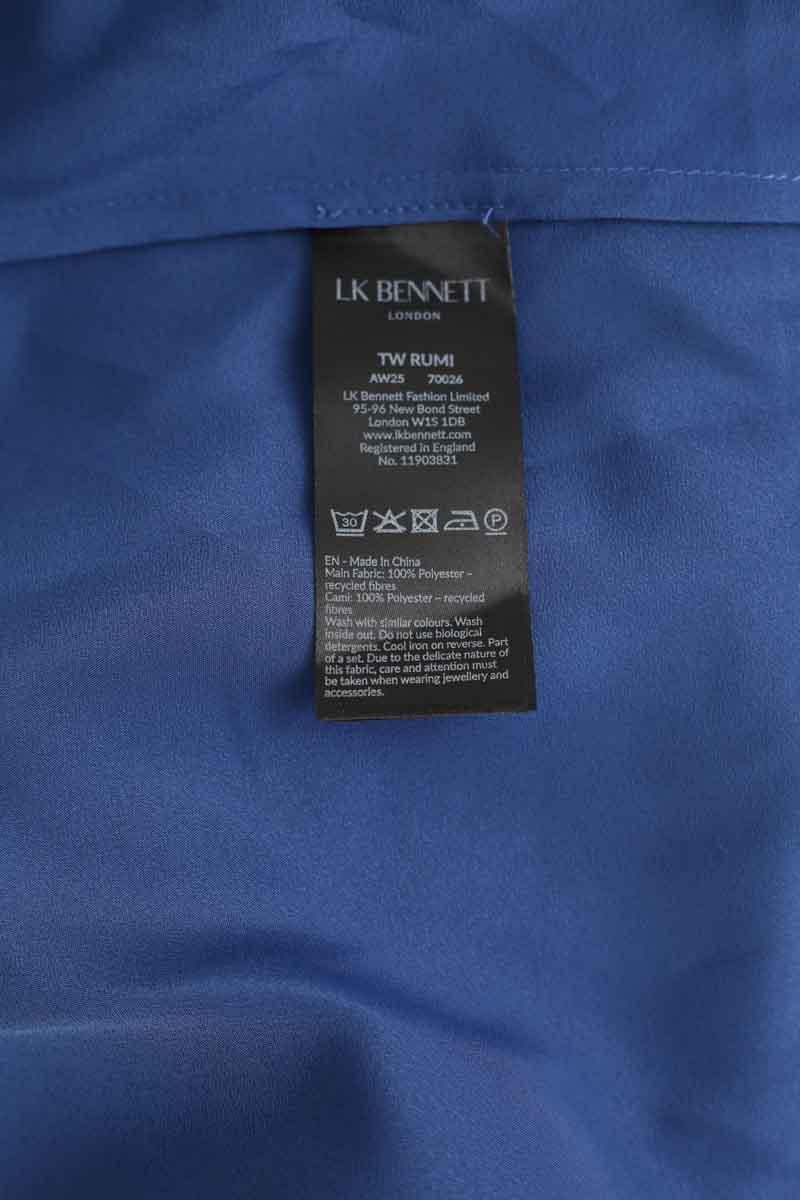 LK BENNETT
LONDON
TW RUMI
AW25 70026
LK Bennett Fashion Limited
95-96 New Bond Street
London W1S 1DB
www.lkbennett.com
Registered in England
No. 11903831
30 P
EN - Made in China
Main Fabric: 100% Polyester –
recycled fibres
Cami: 100% Polyester – recycled
fibres
Wash with similar colours. Wash
inside out. Do not use biological
detergents. Cool iron on reverse. Part
of a set. Due to the delicate nature of
this fabric, care and attention must
be taken when wearing jewellery and
accessories.